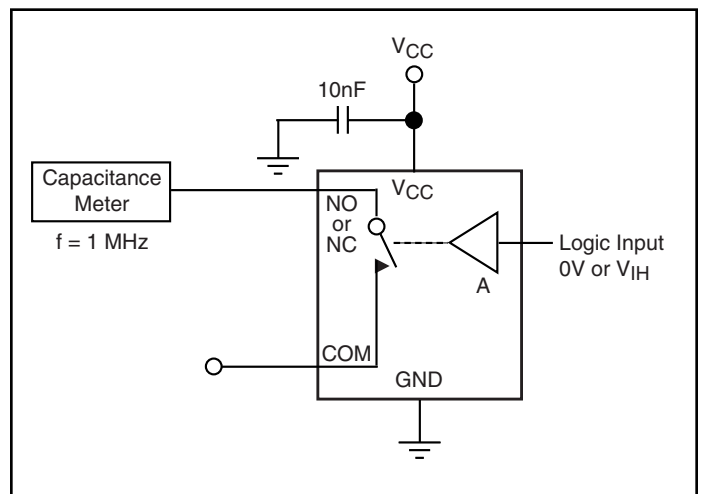 VCC
10nF
Capacitance
Meter
f = 1 MHz
VCC
NO
or
NC
Logic Input
0V or VIH
A
COM
GND